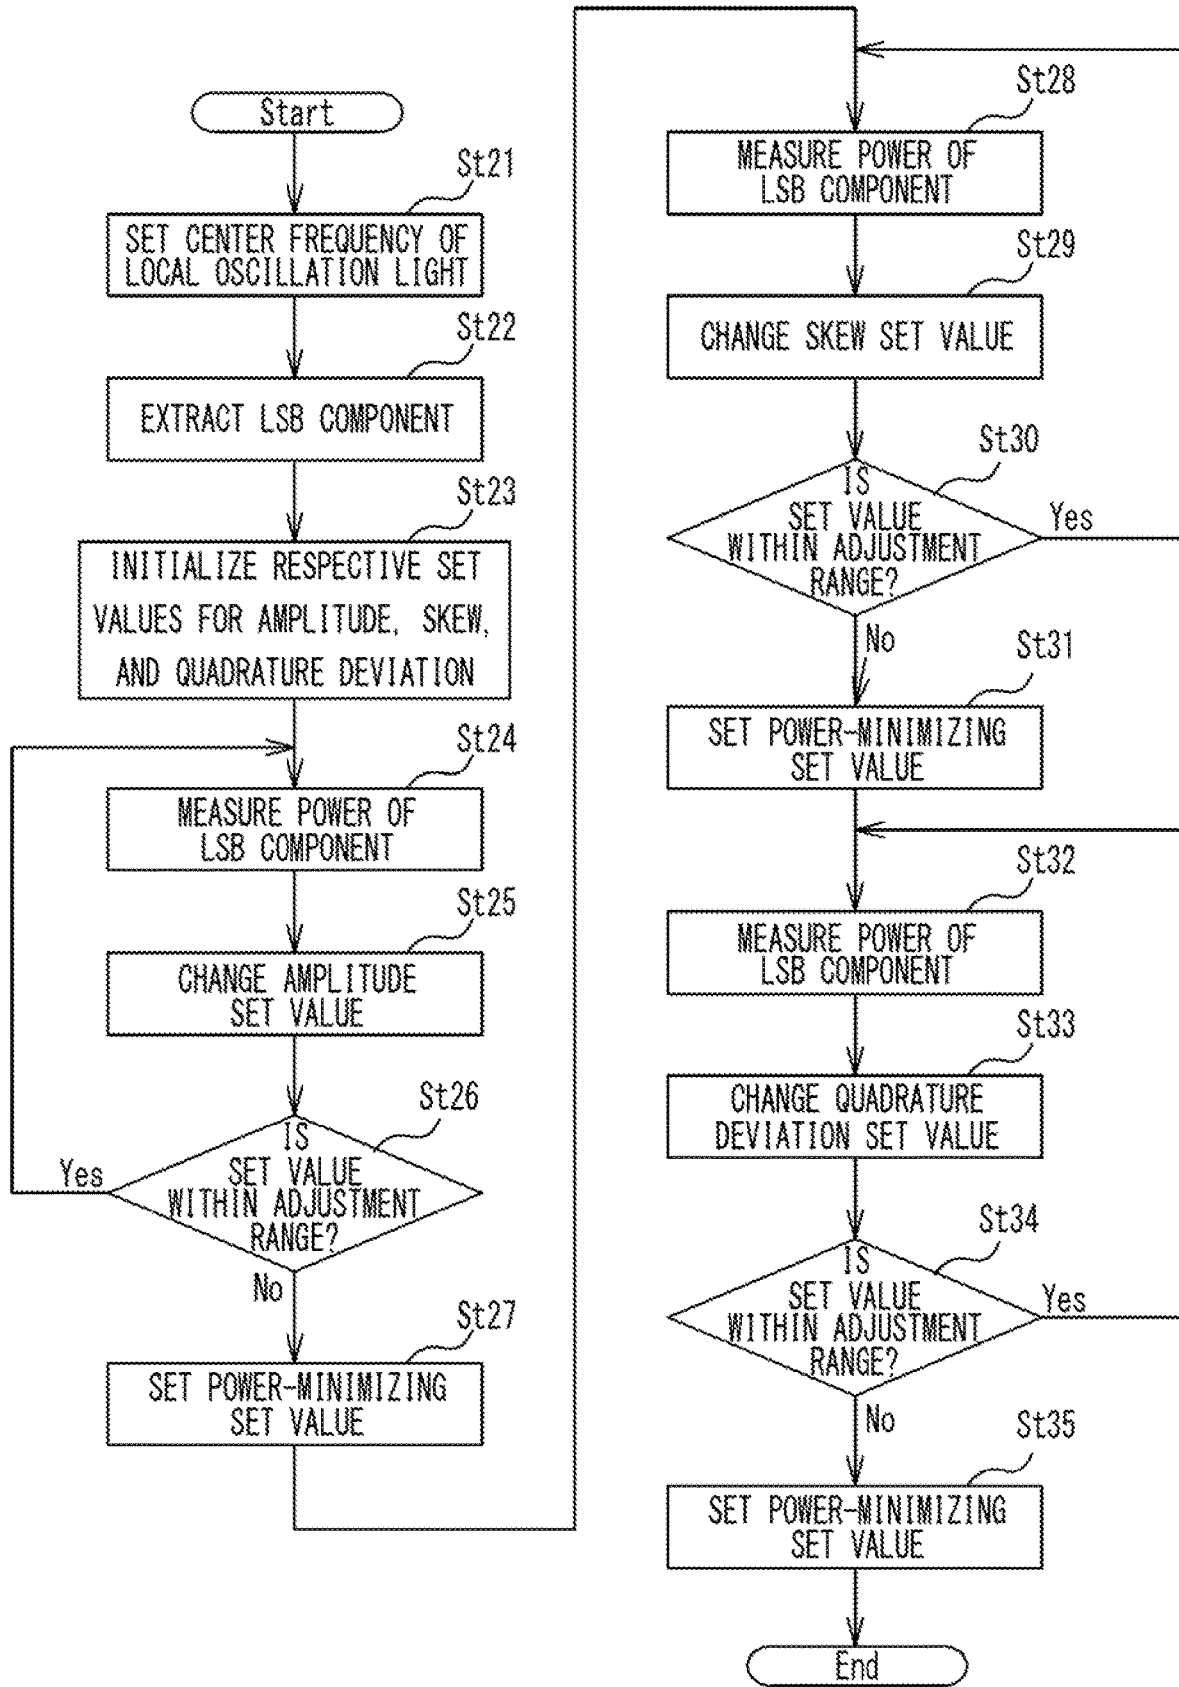 Start
St21
SET CENTER FREQUENCY OF
LOCAL OSCILLATION LIGHT
St22
EXTRACT LSB COMPONENT
St23
INITIALIZE RESPECTIVE SET
VALUES FOR AMPLITUDE, SKEW,
AND QUADRATURE DEVIATION
St24
MEASURE POWER OF
LSB COMPONENT
St25
CHANGE AMPLITUDE
SET VALUE
St26
IS
SET VALUE
WITHIN ADJUSTMENT
RANGE?
Yes
No
St27
SET POWER-MINIMIZING
SET VALUE
St28
MEASURE POWER OF
LSB COMPONENT
St29
CHANGE SKEW SET VALUE
St30
IS
SET VALUE
WITHIN ADJUSTMENT
RANGE?
Yes
No
St31
SET POWER-MINIMIZING
SET VALUE
St32
MEASURE POWER OF
LSB COMPONENT
St33
CHANGE QUADRATURE
DEVIATION SET VALUE
St34
IS
SET VALUE
WITHIN ADJUSTMENT
RANGE?
Yes
No
St35
SET POWER-MINIMIZING
SET VALUE
End